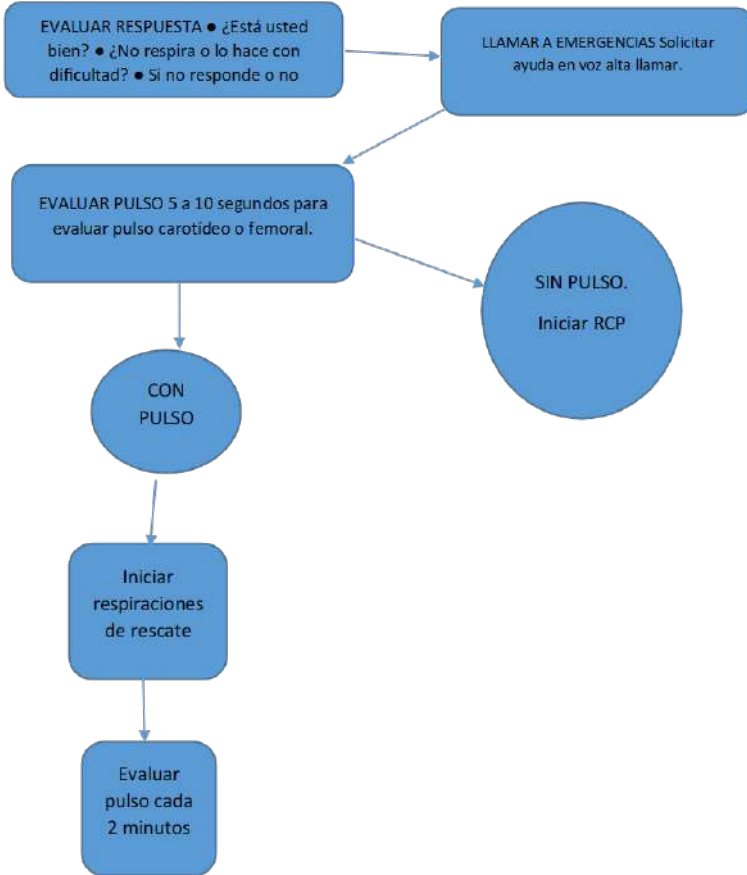 EVALUAR RESPUESTA ● ¿Está usted
bien? ● ¿No respira o lo hace con
dificultad? ● Si no responde o no
LLAMAR A EMERGENCIAS Solicitar
ayuda en voz alta llamar.
EVALUAR PULSO 5 a 10 segundos para
evaluar pulso carotídeo o femoral.
SIN PULSO.
Iniciar RCP
CON
PULSO
Iniciar
respiraciones
de rescate
Evaluar
pulso cada
2 minutos